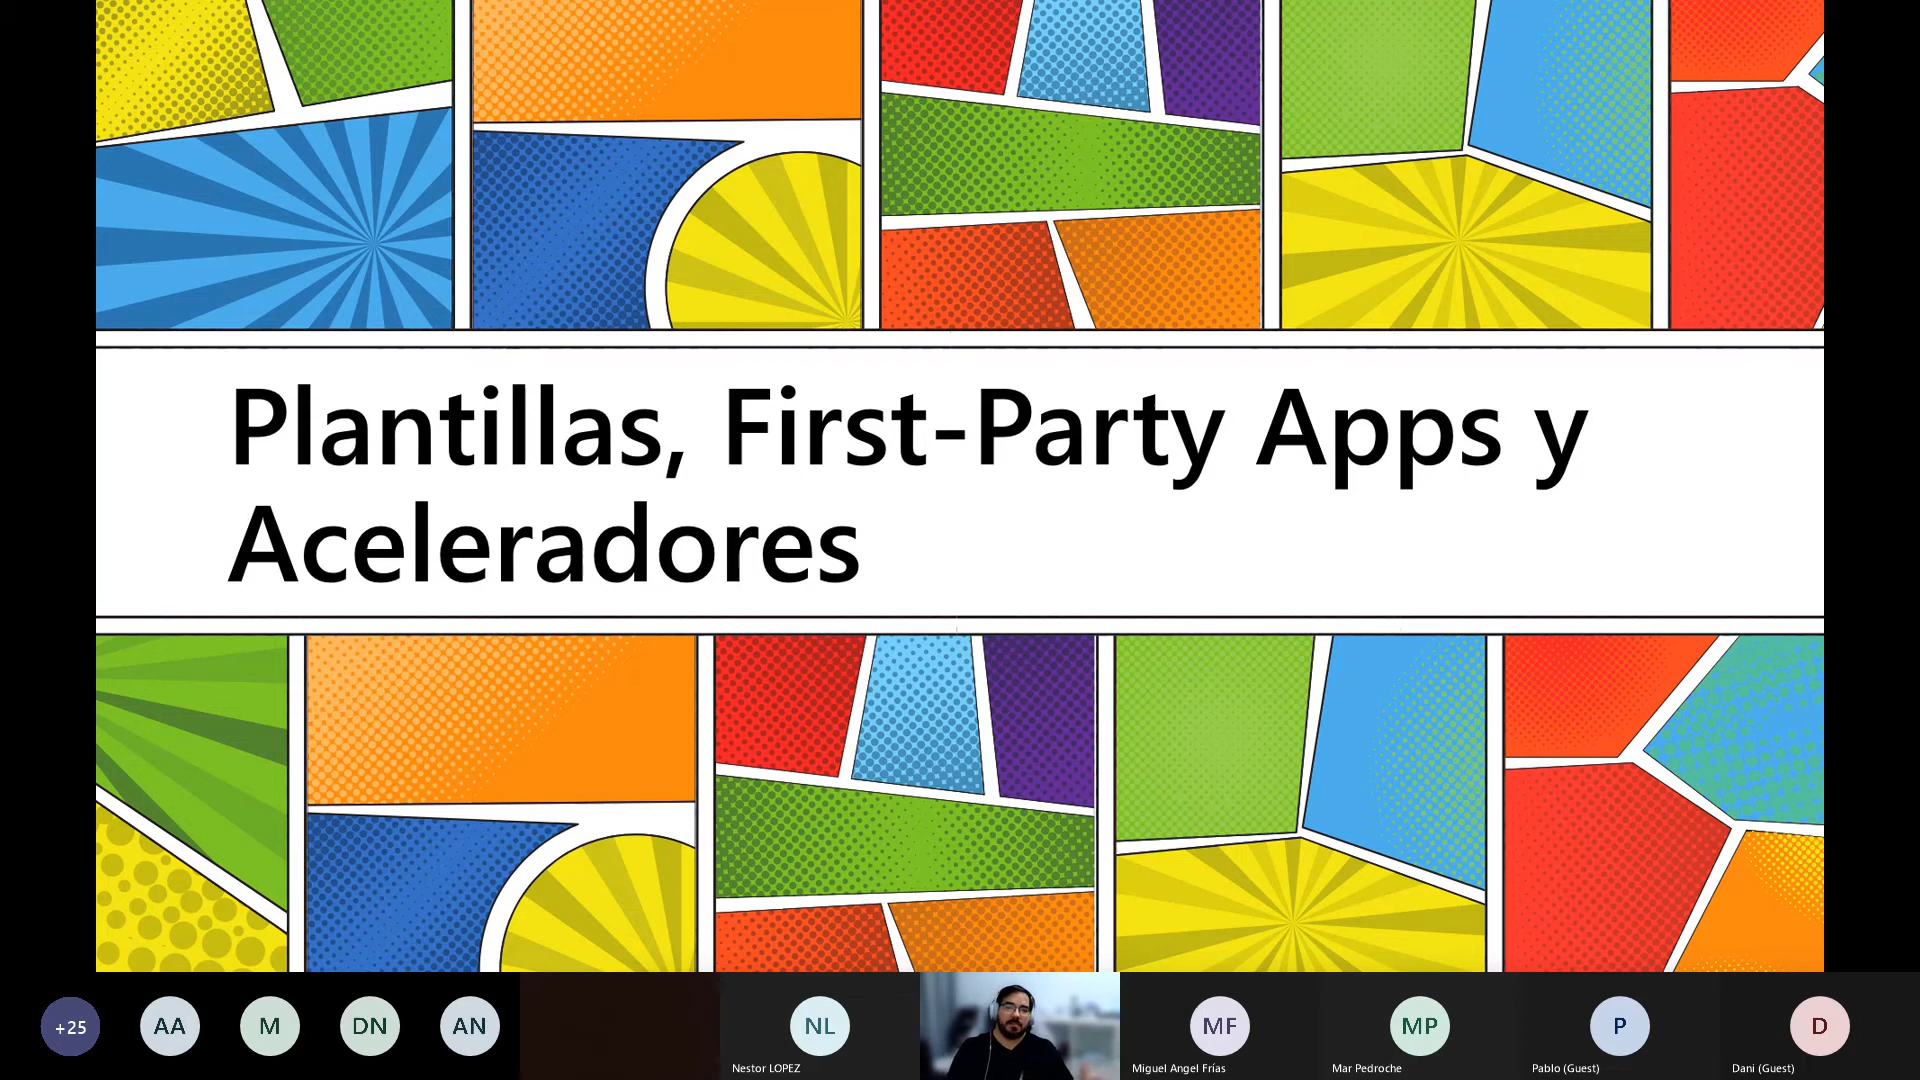 Plantillas, First-Party Apps y
Aceleradores
+25
AA
M
DN
AN
NL
MF
MP
P
D
Nestor LOPEZ
Miguel Angel Frías
Mar Pedroche
Pablo (Guest)
Dani (Guest)